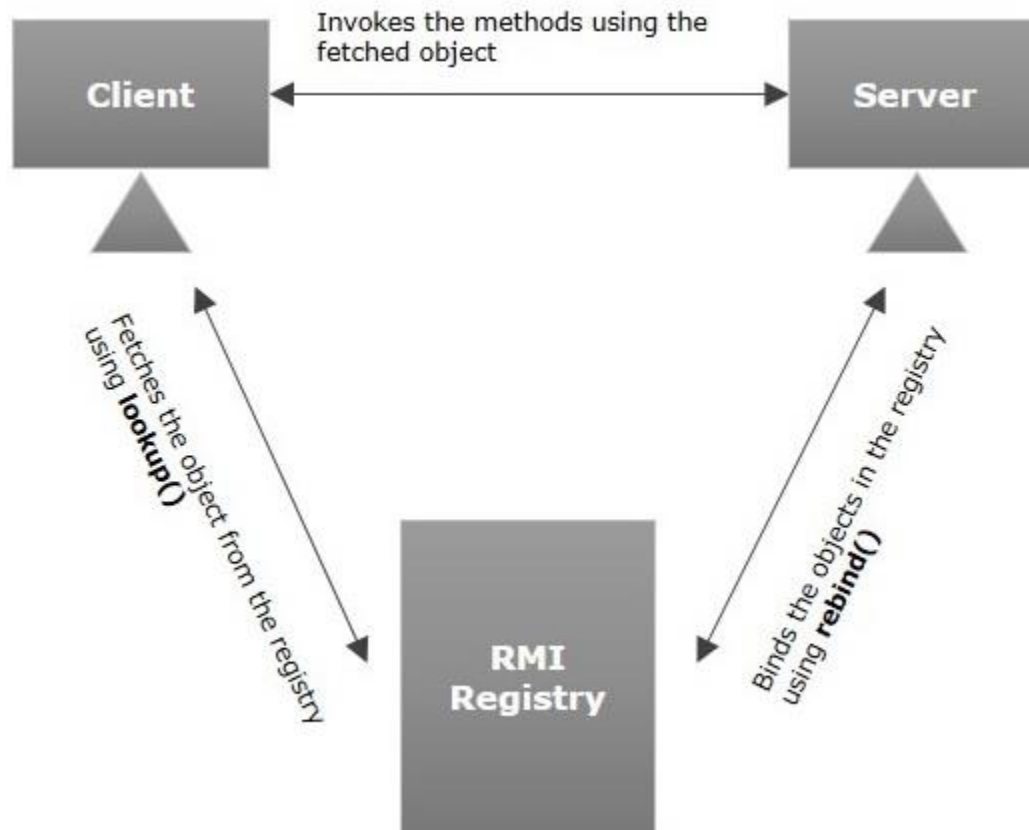 Invokes the methods using the
fetched object
Client
Server
Fetches the object from the registry
using lookup()
Binds the objects in the registry
using rebind()
RMI
Registry